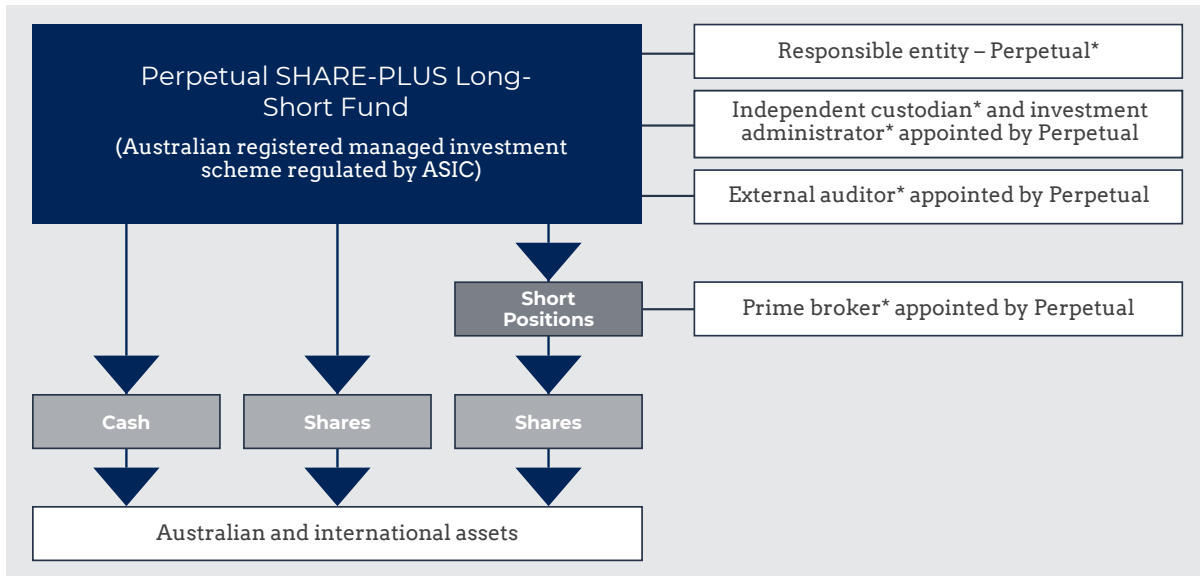 Perpetual SHARE-PLUS Long-
Short Fund
(Australian registered managed investment
scheme regulated by ASIC)
Responsible entity – Perpetual*
Independent custodian* and investment
administrator* appointed by Perpetual
External auditor* appointed by Perpetual
Short
Positions
Prime broker* appointed by Perpetual
Cash
Shares
Shares
Australian and international assets